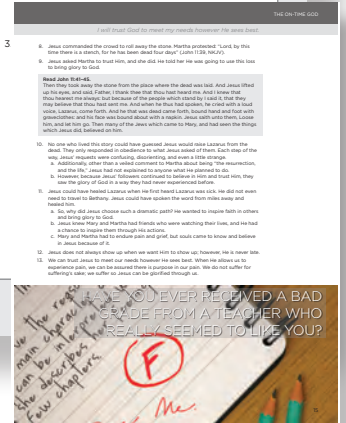 THE ON-TIME GOD
I will trust God to meet my needs however He sees best.
3
8. Jesus commanded the crowd to roll away the stone. Martha protested: "Lord, by this
time there is a stench, for he has been dead four days" (John 11:39, NKJV).
9. Jesus asked Martha to trust Him, and she did. He told her He was going to use this loss
to bring glory to God.
Read John 11:41–45.
Then they took away the stone from the place where the dead was laid. And Jesus lifted
up his eyes, and said, Father, I thank thee that thou hast heard me. And I knew that
thou hearest me always: but because of the people which stand by I said it, that they
may believe that thou hast sent me. And when he thus had spoken, he cried with a loud
voice, Lazarus, come forth. And he that was dead came forth, bound hand and foot with
graveclothes: and his face was bound about with a napkin. Jesus saith unto them, Loose
him, and let him go. Then many of the Jews which came to Mary, and had seen the things
which Jesus did, believed on him.
10. No one who lived this story could have guessed Jesus would raise Lazarus from the
dead. They only responded in obedience to what Jesus asked of them. Each step of the
way, Jesus' requests were confusing, disorienting, and even a little strange.
a. Additionally, other than a veiled comment to Martha about being "the resurrection,
and the life," Jesus had not explained to anyone what He planned to do.
b. However, because Jesus' followers continued to believe in Him and trust Him, they
saw the glory of God in a way they had never experienced before.
11. Jesus could have healed Lazarus when He first heard Lazarus was sick. He did not even
need to travel to Bethany. Jesus could have spoken the word from miles away and
healed him.
a. So, why did Jesus choose such a dramatic path? He wanted to inspire faith in others
and bring glory to God.
b. Jesus knew Mary and Martha had friends who were watching their lives, and He had
a chance to inspire them through His actions.
c. Mary and Martha had to endure pain and grief, but souls came to know and believe
in Jesus because of it.
12. Jesus does not always show up when we want Him to show up; however, He is never late.
13. We can trust Jesus to meet our needs however He sees best. When He allows us to
experience pain, we can be assured there is purpose in our pain. We do not suffer for
suffering's sake; we suffer so Jesus can be glorified through us.
HAVE YOU EVER RECEIVED A BAD
GRADE FROM A TEACHER WHO
REALLY SEEMED TO LIKE YOU?
the
main charac
can be in
she describes
few chapters.
F
Me.